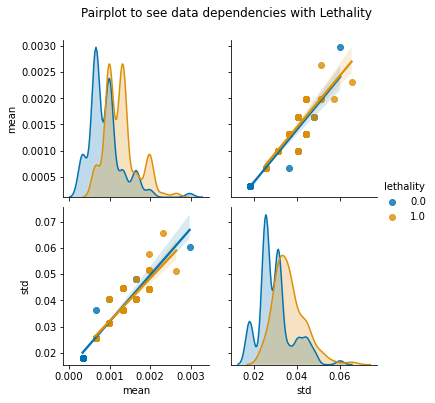 Pairplot to see data dependencies with Lethality
0.0030
0.0025
0.0020
0.0015
0.0010
0.0005
mean
lethality
0.0
1.0
0.07
0.06
0.05
0.04
0.03
0.02
std
0.000 0.001 0.002 0.003
mean
0.02 0.04 0.06
std